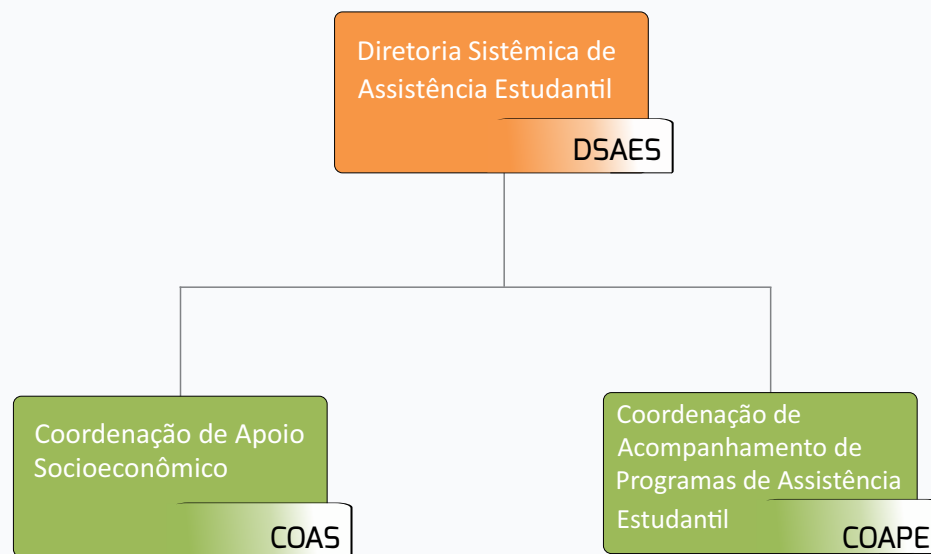 Diretoria Sistêmica de
Assistência Estudantil
DSAES
Coordenação de Apoio
Socioeconômico
COAS
Coordenação de
Acompanhamento de
Programas de Assistência
Estudantil
COAPE